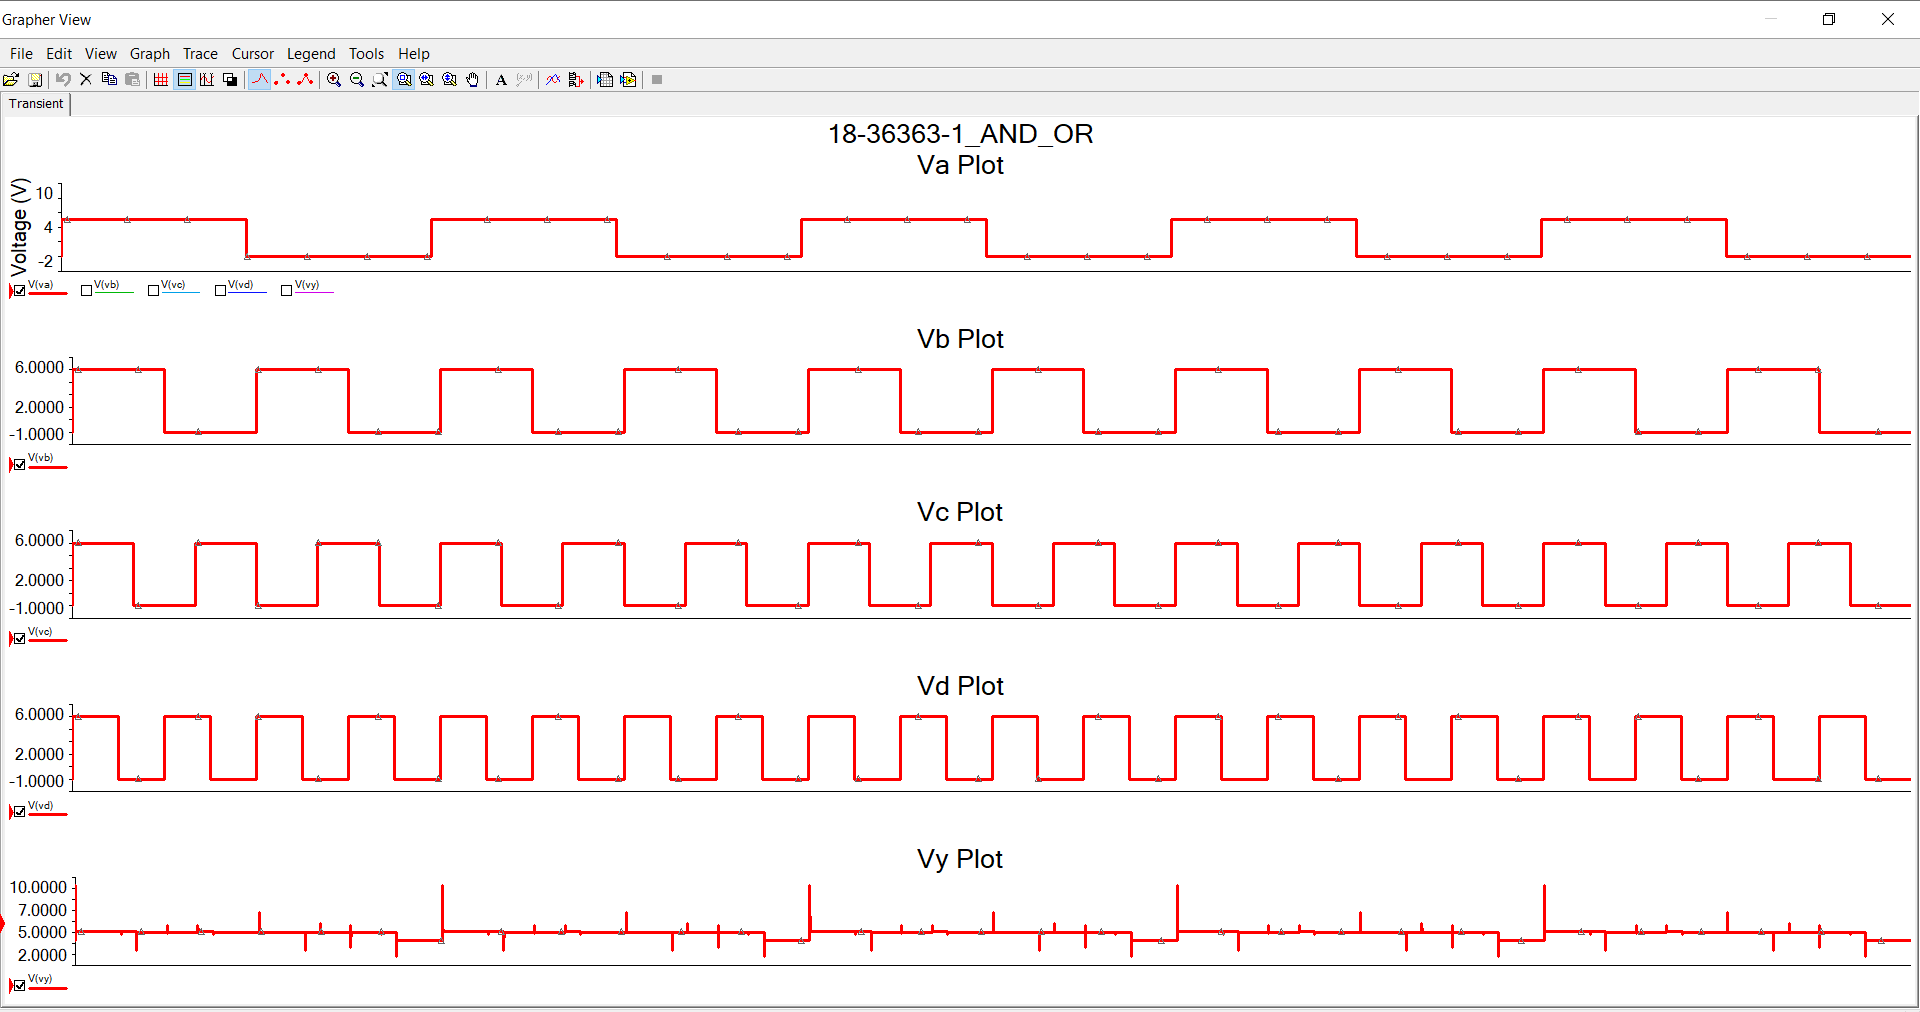 Grapher View
File Edit View Graph Trace Cursor Legend Tools Help
A
Transient
18-36363-1_AND_OR
Va Plot
Voltage (V)
10
4
-2
V(va) V(vb) V(vc) V(vd) V(vy)
Vb Plot
6.0000
2.0000
-1.0000
V(vb)
Vc Plot
6.0000
2.0000
-1.0000
V(vc)
Vd Plot
6.0000
2.0000
-1.0000
V(vd)
Vy Plot
10.0000
7.0000
5.0000
2.0000
V(vy)